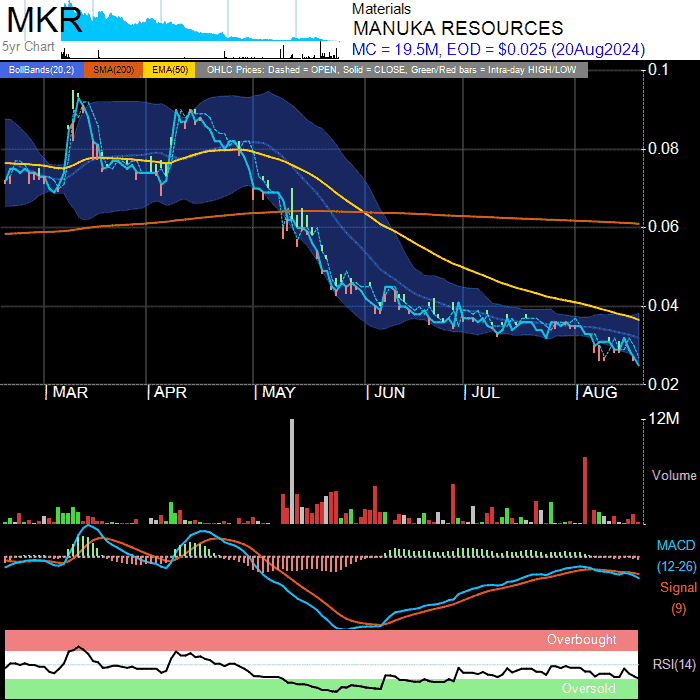 MKR
5yr Chart
Materials
MANUKA RESOURCES
MC = 19.5M, EOD = $0.025 (20Aug2024)
BollBands(20,2) SMA(200) EMA(50) OHLC Prices: Dashed = OPEN, Solid = CLOSE, Green/Red bars = Intra-day HIGH/LOW
0.1
0.08
0.06
0.04
0.02
MAR APR MAY JUN JUL AUG
12M
Volume
MACD
(12-26)
Signal
(9)
Overbought
RSI(14)
Oversold